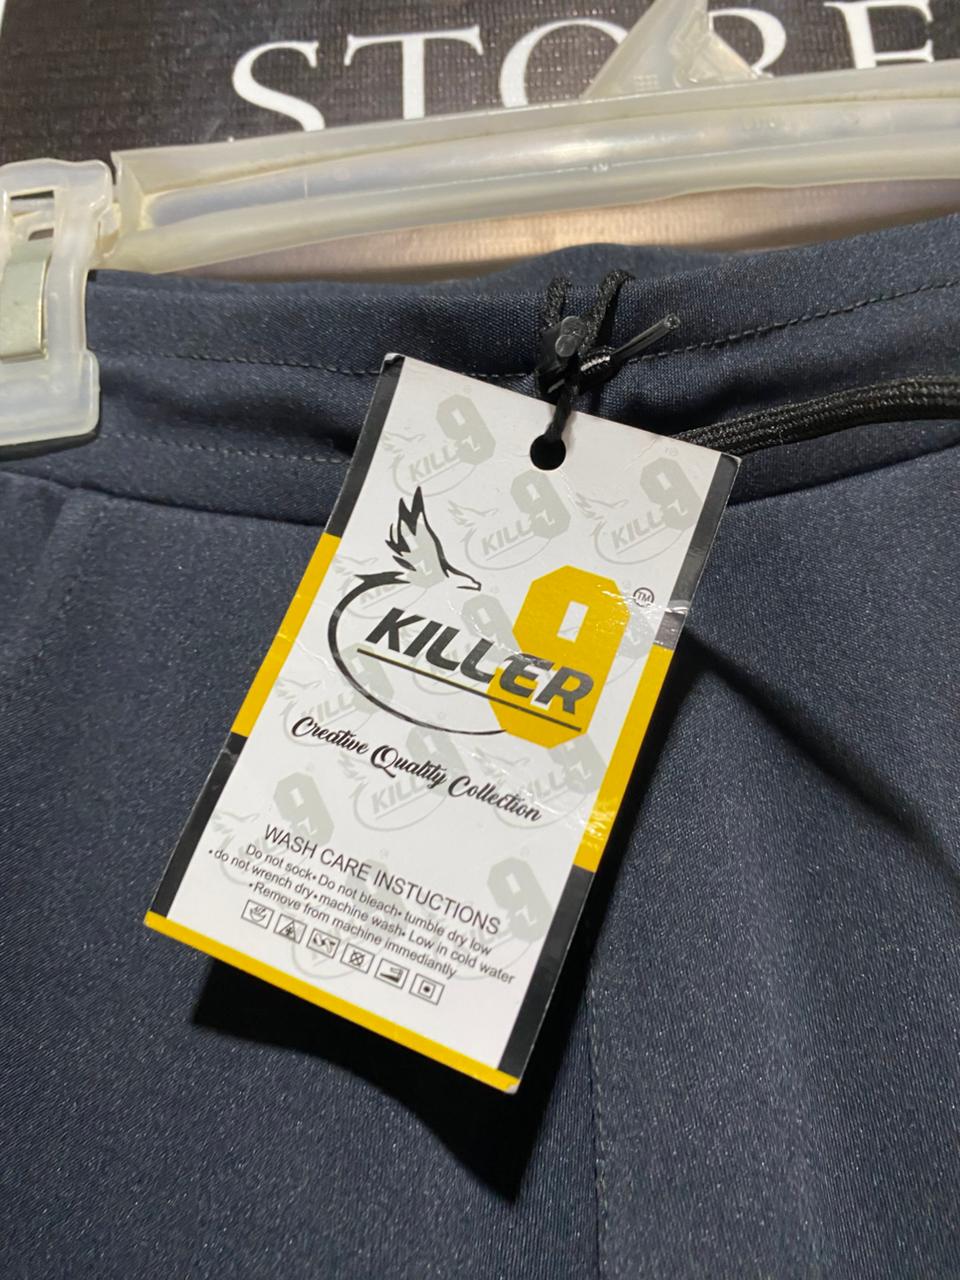 STORE
KILLER 9
TM
Creative Quality Collection
WASH CARE INSTUCTIONS
Do not sock• Do not bleach• tumble dry low
•do not wrench dry•machine wash• Low in cold water
•Remove from machine immediantly